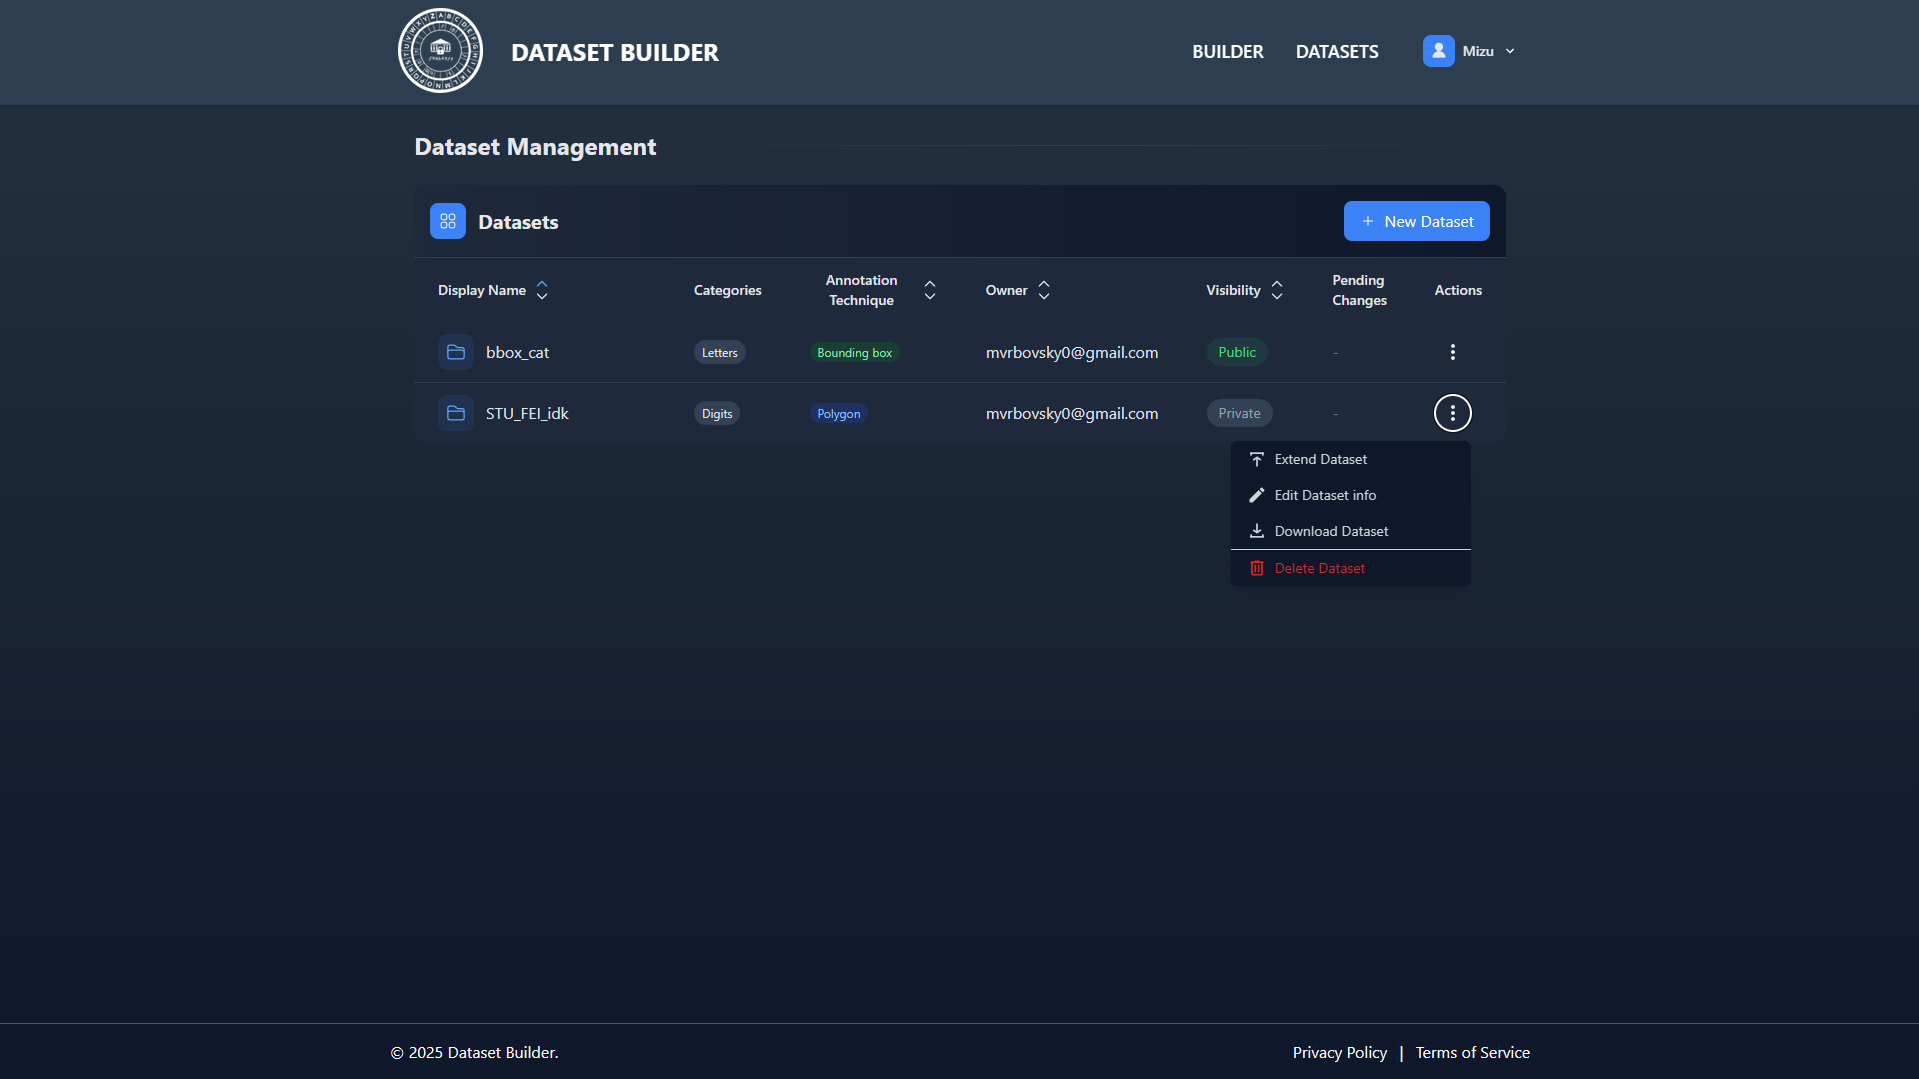 DATASET BUILDER
BUILDER
DATASETS
Mizu
Dataset Management
Datasets
+ New Dataset
Display Name
Categories
Annotation
Technique
Owner
Visibility
Pending
Changes
Actions
bbox_cat
Letters
Bounding box
mvrbovsky0@gmail.com
Public
-
STU_FEI_idk
Digits
Polygon
mvrbovsky0@gmail.com
Private
-
Extend Dataset
Edit Dataset info
Download Dataset
Delete Dataset
© 2025 Dataset Builder.
Privacy Policy | Terms of Service